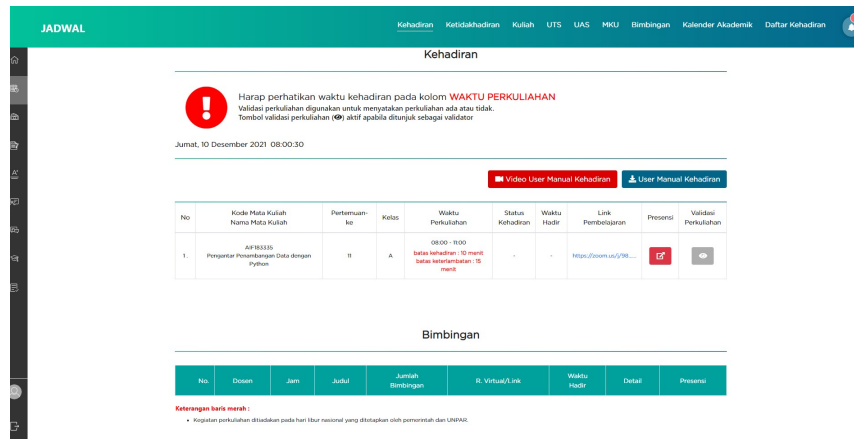 JADWAL
Kehadiran Ketidakhadiran Kuliah UTS UAS MKU Bimbingan Kalender Akademik Daftar Kehadiran
Kehadiran
Harap perhatikan waktu kehadiran pada kolom WAKTU PERKULIAHAN
Validasi perkuliahan digunakan untuk menyatakan perkuliahan ada atau tidak.
Tombol validasi perkuliahan () aktif apabila ditunjuk sebagai validator
Jumat, 10 Desember 2021 08:00:30
Video User Manual Kehadiran
User Manual Kehadiran
No
Kode Mata Kuliah
Nama Mata Kuliah
Pertemuan-
ke
Kelas
Waktu
Perkuliahan
Status
Kehadiran
Waktu
Hadir
Link
Pembelajaran
Presensi
Validasi
Perkuliahan
1 .
AIF183335
Pengantar Penambangan Data dengan
Python
11
A
08:00 - 11:00
batas kehadiran : 10 menit
batas keterlambatan : 15
menit
-
-
https://zoom.us/j/98.....
Bimbingan
No.
Dosen
Jam
Judul
Jumlah
Bimbingan
R. Virtual/Link
Waktu
Hadir
Detail
Presensi
Keterangan baris merah :
• Kegiatan perkuliahan ditiadakan pada hari libur nasional yang ditetapkan oleh pemerintah dan UNPAR.